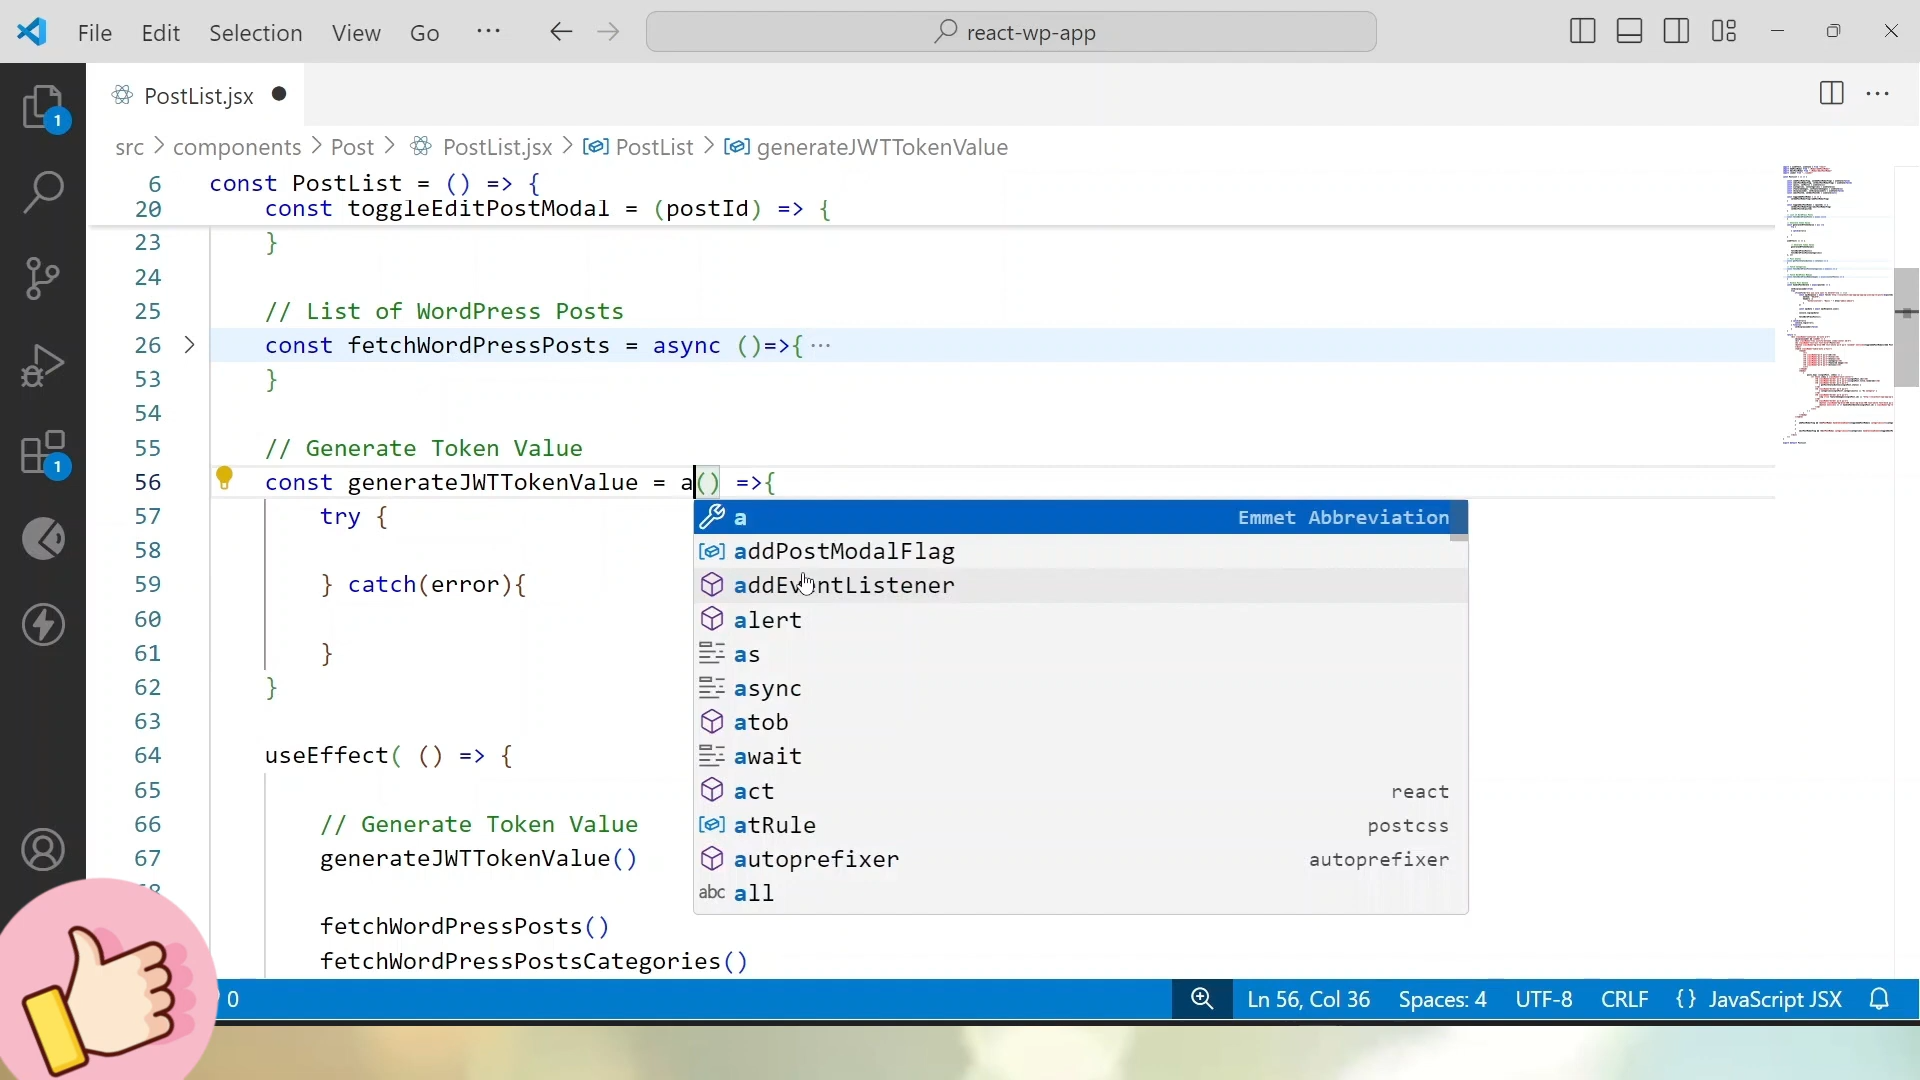 File Edit Selection View Go ··· react-wp-app
PostList.jsx
src > components > Post > PostList.jsx > PostList > generateJWTTokenValue
6 const PostList = () => {
20 const toggleEditPostModal = (postId) => {
23 }
24
25 // List of WordPress Posts
26 const fetchWordPressPosts = async ()=>{ ···
53 }
54
55 // Generate Token Value
56 const generateJWTTokenValue = a() =>{
57 try {
58
59 } catch(error){
60
61 }
62 }
63
64 useEffect( () => {
65
66 // Generate Token Value
67 generateJWTTokenValue()
fetchWordPressPosts()
fetchWordPressPostsCategories()
a Emmet Abbreviation
addPostModalFlag
addEventListener
alert
as
async
atob
await
act react
atRule postcss
autoprefixer autoprefixer
abc all
1
1
0 Ln 56, Col 36 Spaces: 4 UTF-8 CRLF {} JavaScript JSX